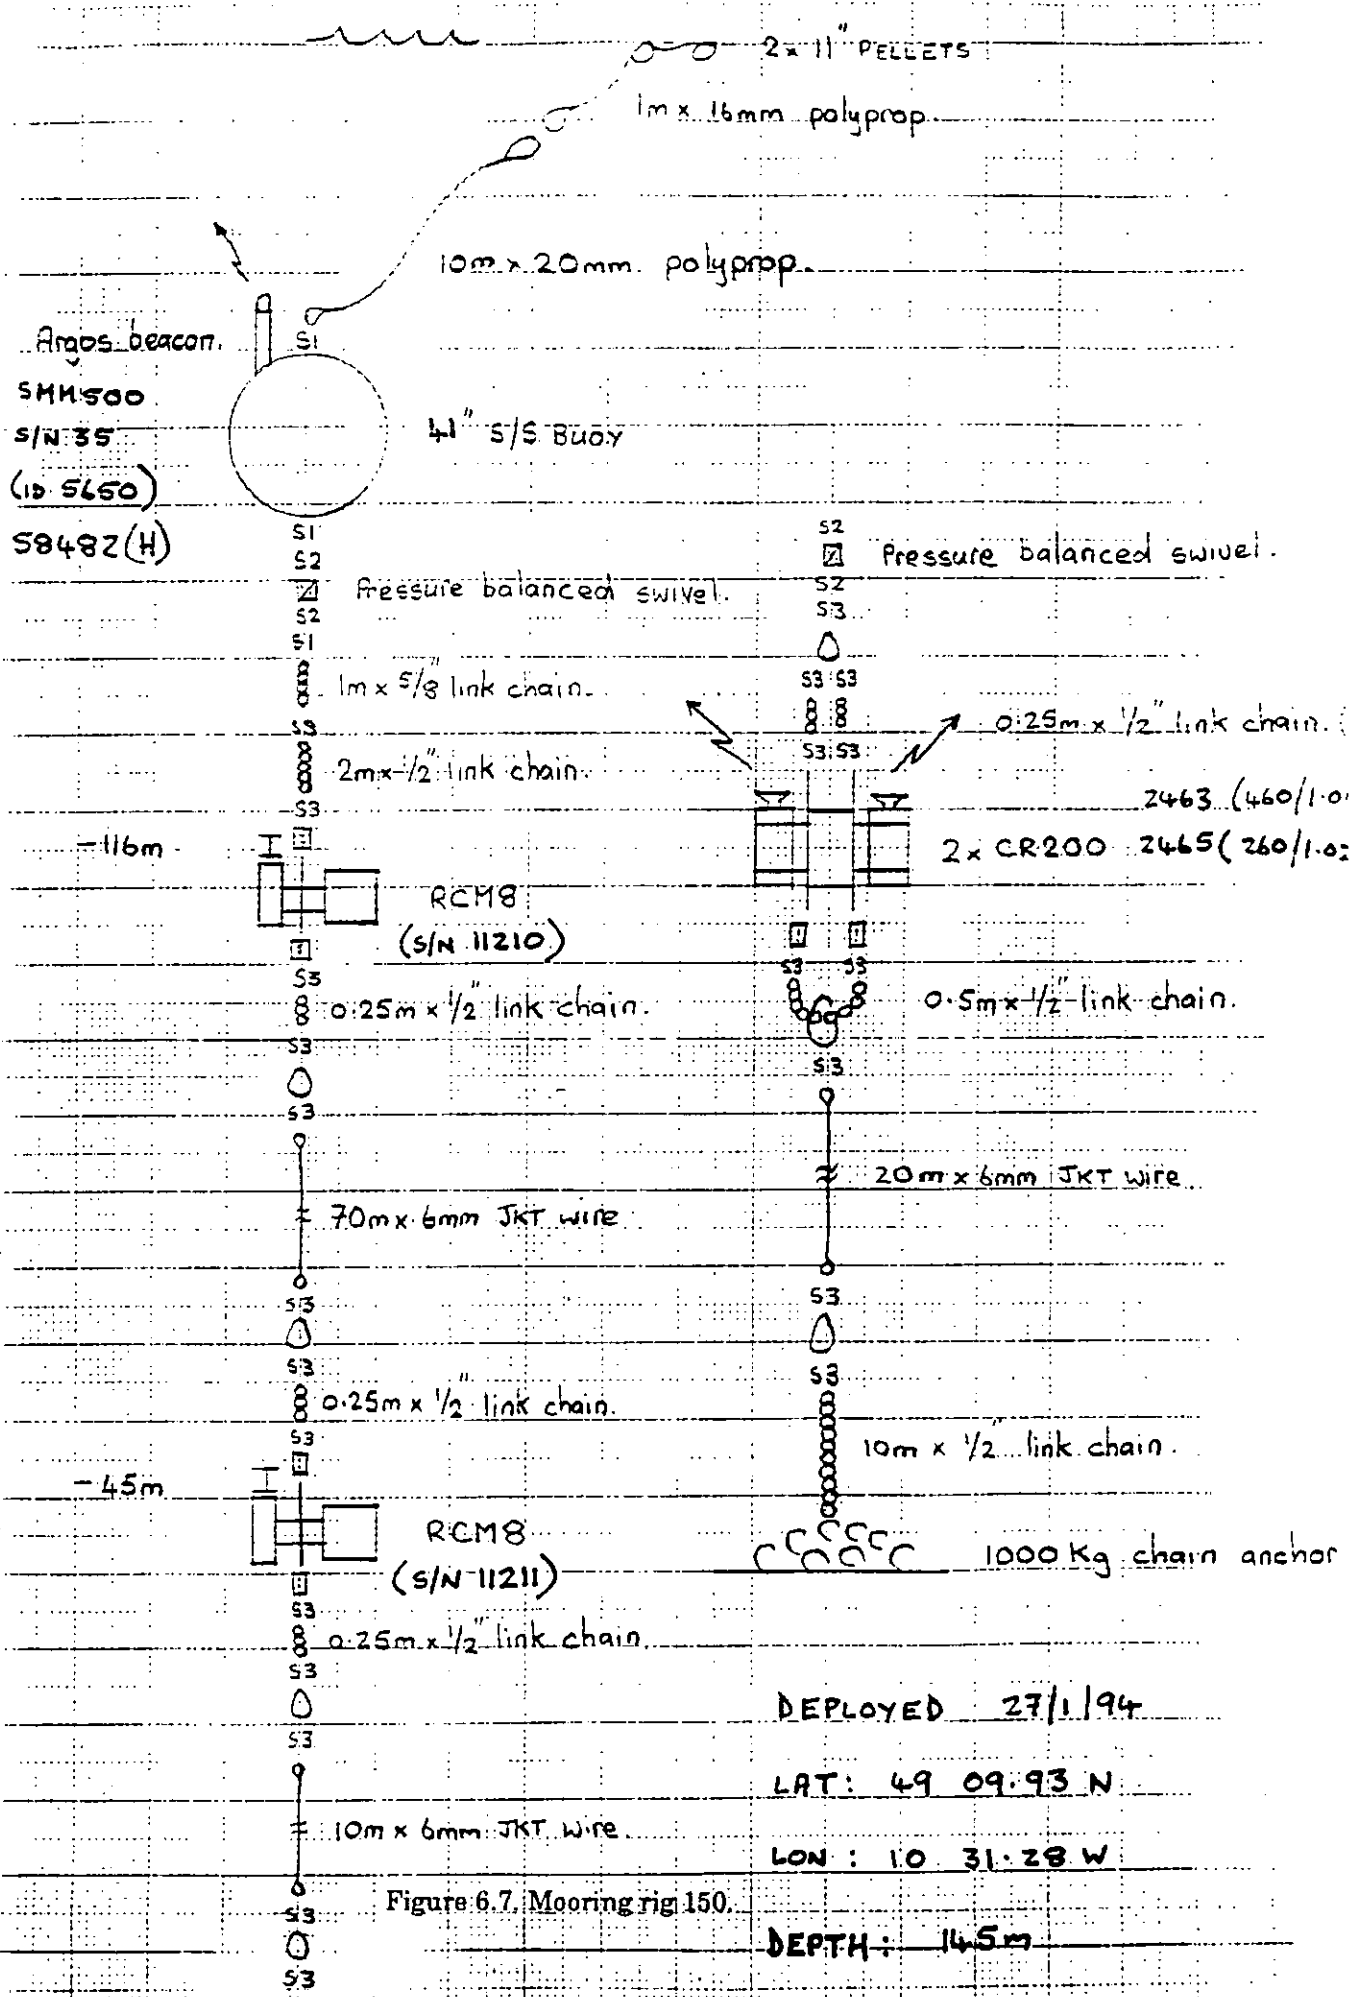 2 x 11" PELLETS
1m x 16mm polyprop.
10m x 20mm polyprop.
Argos beacon.
S1
SMM500
S/N 35
(ID 5650)
58482(H)
41" S/S BUOY
S1
S2
Pressure balanced swivel.
S2
S1
1m x 5/8" link chain.
S3
2m x 1/2" link chain.
S3
-116m
RCM8
(S/N 11210)
S3
0.25m x 1/2" link chain.
S3
S3
70m x 6mm JKT wire
S3
S3
0.25m x 1/2" link chain.
S3
-45m
RCM8
(S/N 11211)
S3
0.25m x 1/2" link chain.
S3
S3
10m x 6mm JKT wire.
S3
S3
S2
Pressure balanced swivel.
S2
S3
S3 S3
0.25m x 1/2" link chain.
S3 S3
2463 (460/1.0
2 x CR200 2465 (260/1.0
S3 S3
0.5m x 1/2" link chain.
S3
20m x 6mm JKT wire
S3
S3
10m x 1/2" link chain.
1000 Kg chain anchor
DEPLOYED 27/1/94
LAT: 49 09.93 N
LON: 10 31.28 W
DEPTH: 145m
Figure 6.7. Mooring rig 150.